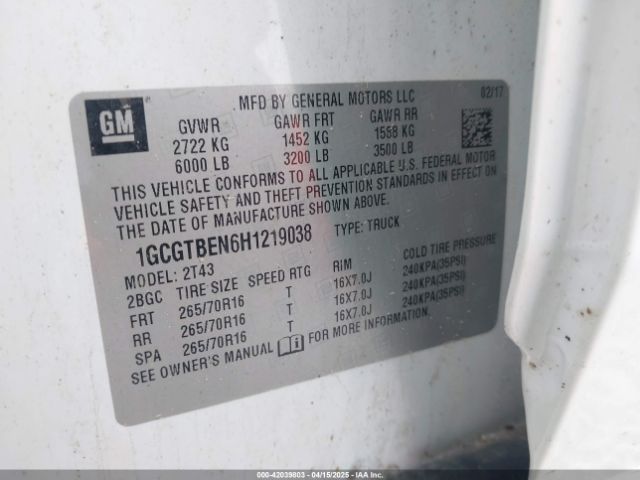 MFD BY GENERAL MOTORS LLC 02/17
GM
GVWR GAWR FRT GAWR RR
2722 KG 1452 KG 1558 KG
6000 LB 3200 LB 3500 LB
THIS VEHICLE CONFORMS TO ALL APPLICABLE U.S. FEDERAL MOTOR
VEHICLE SAFETY AND THEFT PREVENTION STANDARDS IN EFFECT ON
THE DATE OF MANUFACTURE SHOWN ABOVE.
1GCGTBEN6H1219038 TYPE: TRUCK
MODEL: 2T43
2BGC TIRE SIZE SPEED RTG RIM COLD TIRE PRESSURE
FRT 265/70R16 T 16X7.0J 240KPA(35PSI)
RR 265/70R16 T 16X7.0J 240KPA(35PSI)
SPA 265/70R16 T 16X7.0J 240KPA(35PSI)
SEE OWNER'S MANUAL FOR MORE INFORMATION.
000-42039803 - 04/15/2025 - IAAI.COM